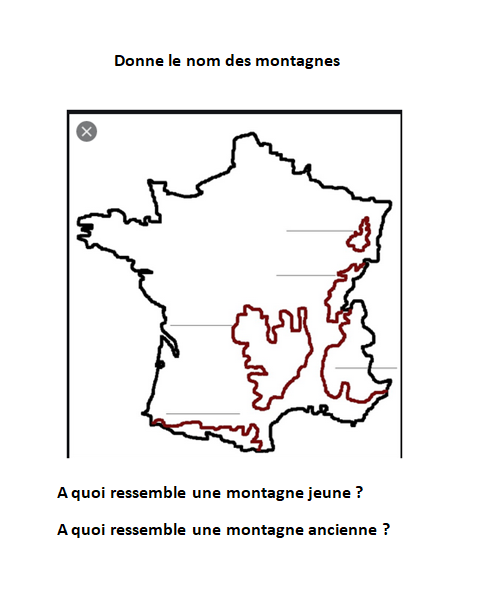 Donne le nom des montagnes
A quoi ressemble une montagne jeune ?
A quoi ressemble une montagne ancienne ?